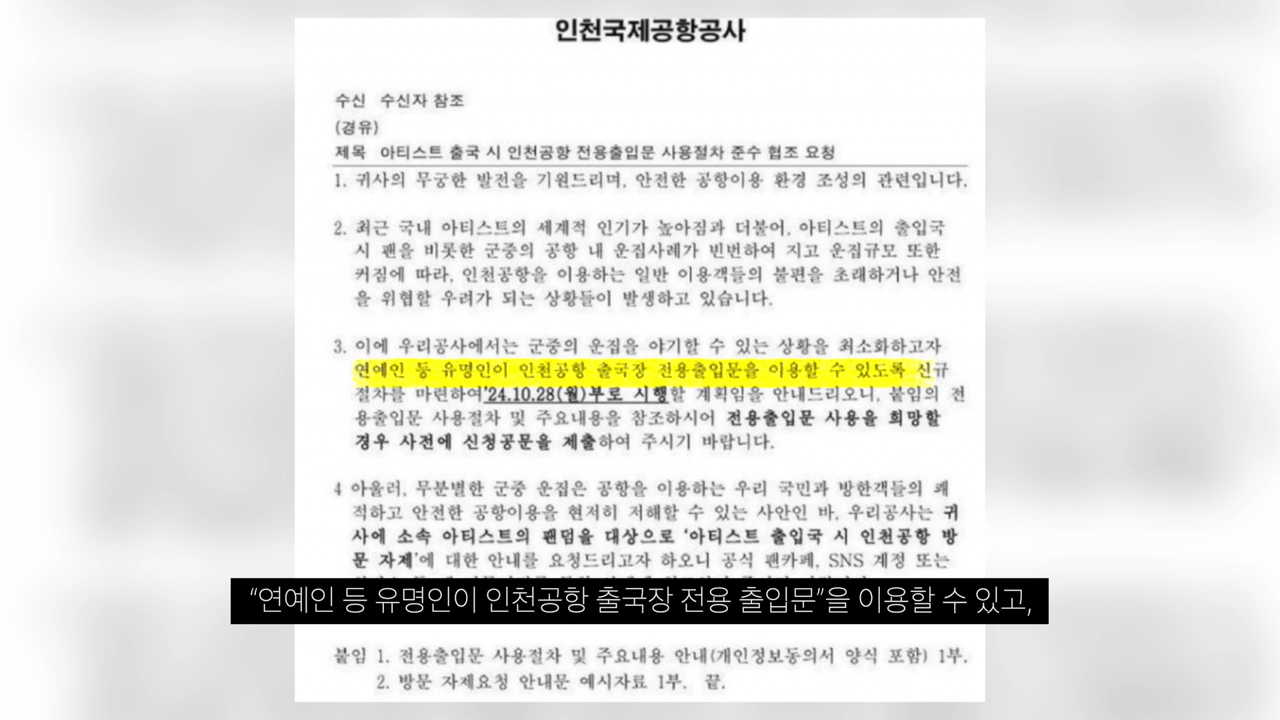 인천국제공항공사
수신 수신자 참조
(경유)
제목 아티스트 출국 시 인천공항 전용출입문 사용절차 준수 협조 요청
1. 귀사의 무궁한 발전을 기원드리며, 안전한 공항이용 환경 조성의 관련입니다.
2. 최근 국내 아티스트의 세계적 인기가 높아짐과 더불어, 아티스트의 출입국
시 팬을 비롯한 군중의 공항 내 운집사례가 빈번하여 지고 운집규모 또한
커짐에 따라, 인천공항을 이용하는 일반 이용객들의 불편을 초래하거나 안전
을 위협할 우려가 되는 상황들이 발생하고 있습니다.
3. 이에 우리공사에서는 군중의 운집을 야기할 수 있는 상황을 최소화하고자
연예인 등 유명인이 인천공항 출국장 전용출입문을 이용할 수 있도록 신규
절차를 마련하여 '24.10.28(월)부로 시행할 계획임을 안내드리오니, 붙임의 전
용출입문 사용절차 및 주요내용을 참조하시어 전용출입문 사용을 희망할
경우 사전에 신청공문을 제출하여 주시기 바랍니다.
4 아울러, 무분별한 군중 운집은 공항을 이용하는 우리 국민과 방한객들의 쾌
적하고 안전한 공항이용을 현저히 저해할 수 있는 사안인 바, 우리공사는 귀
사에 소속 아티스트의 팬덤을 대상으로 '아티스트 출입국 시 인천공항 방
문 자제'에 대한 안내를 요청드리고자 하오니 공식 팬카페, SNS 계정 또는
“연예인 등 유명인이 인천공항 출국장 전용 출입문”을 이용할 수 있고,
붙임 1. 전용출입문 사용절차 및 주요내용 안내(개인정보동의서 양식 포함) 1부.
2. 방문 자제요청 안내문 예시자료 1부. 끝.